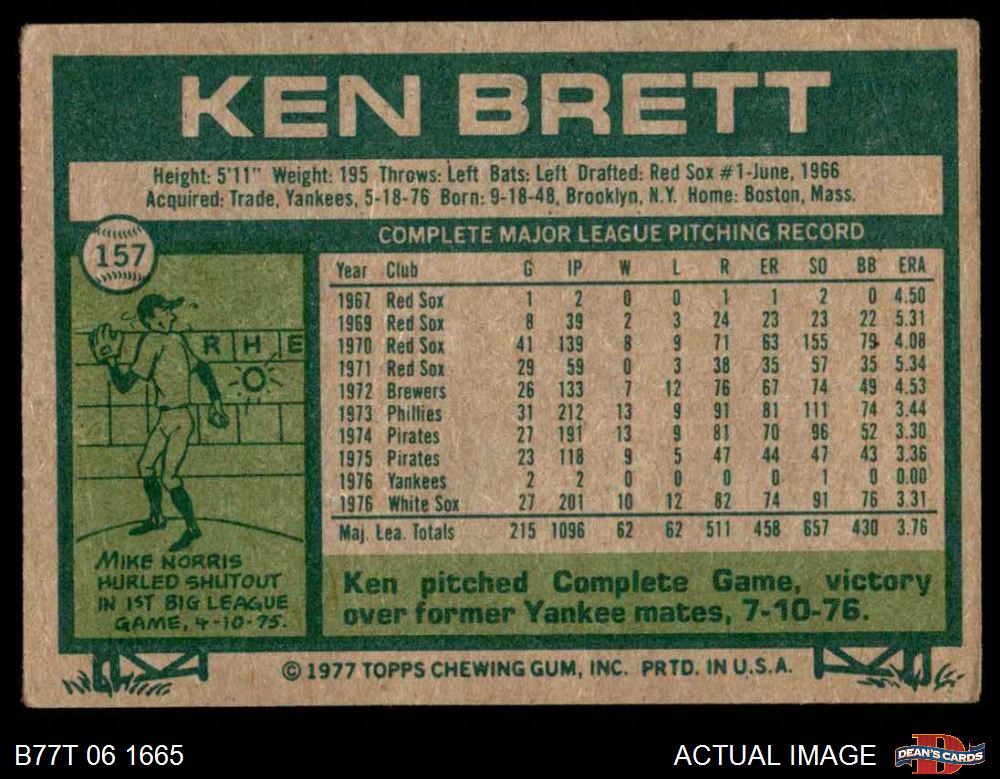 KEN BRETT
Height: 5'11" Weight: 195 Throws: Left Bats: Left Drafted: Red Sox #1-June, 1966
Acquired: Trade, Yankees, 5-18-76 Born: 9-18-48, Brooklyn, N.Y. Home: Boston, Mass.
157
COMPLETE MAJOR LEAGUE PITCHING RECORD
Year Club G IP W L R ER SO BB ERA
1967 Red Sox 1 2 0 0 1 1 2 0 4.50
1969 Red Sox 8 39 2 3 24 23 23 22 5.31
1970 Red Sox 41 139 8 9 71 63 155 79 4.08
1971 Red Sox 29 59 0 3 38 35 57 35 5.34
1972 Brewers 26 133 7 12 76 67 74 49 4.53
1973 Phillies 31 212 13 9 91 81 111 74 3.44
1974 Pirates 27 191 13 9 81 70 96 52 3.30
1975 Pirates 23 118 9 5 47 44 47 43 3.36
1976 Yankees 2 2 0 0 0 0 1 0 0.00
1976 White Sox 27 201 10 12 82 74 91 76 3.31
Maj. Lea. Totals 215 1096 62 62 511 458 657 430 3.76
R H E
O
MIKE NORRIS
HURLED SHUTOUT
IN 1ST BIG LEAGUE
GAME, 4-10-75.
Ken pitched Complete Game, victory
over former Yankee mates, 7-10-76.
© 1977 TOPPS CHEWING GUM, INC. PRTD. IN U.S.A.
B77T 06 1665
ACTUAL IMAGE
D
DEAN'S CARDS